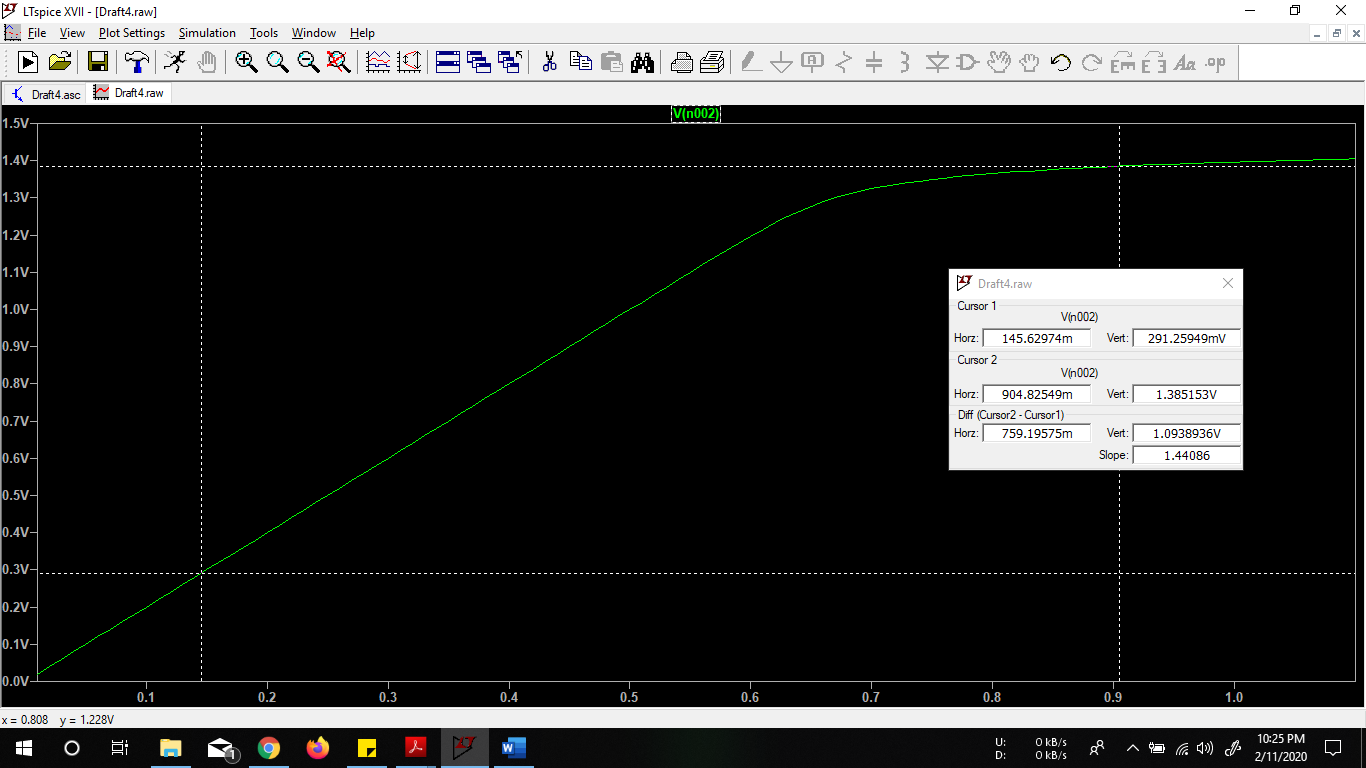 LTspice XVII - [Draft4.raw]
File View Plot Settings Simulation Tools Window Help
Draft4.asc Draft4.raw
V(n002)
1.5V
1.4V
1.3V
1.2V
1.1V
1.0V
0.9V
0.8V
0.7V
0.6V
0.5V
0.4V
0.3V
0.2V
0.1V
0.0V
0.1 0.2 0.3 0.4 0.5 0.6 0.7 0.8 0.9 1.0
Draft4.raw
Cursor 1
V(n002)
Horz: 145.62974m Vert: 291.25949mV
Cursor 2
V(n002)
Horz: 904.82549m Vert: 1.385153V
Diff (Cursor2 - Cursor1)
Horz: 759.19575m Vert: 1.0938936V
Slope: 1.44086
x = 0.808 y = 1.228V
U: 0 kB/s
D: 0 kB/s
10:25 PM
2/11/2020